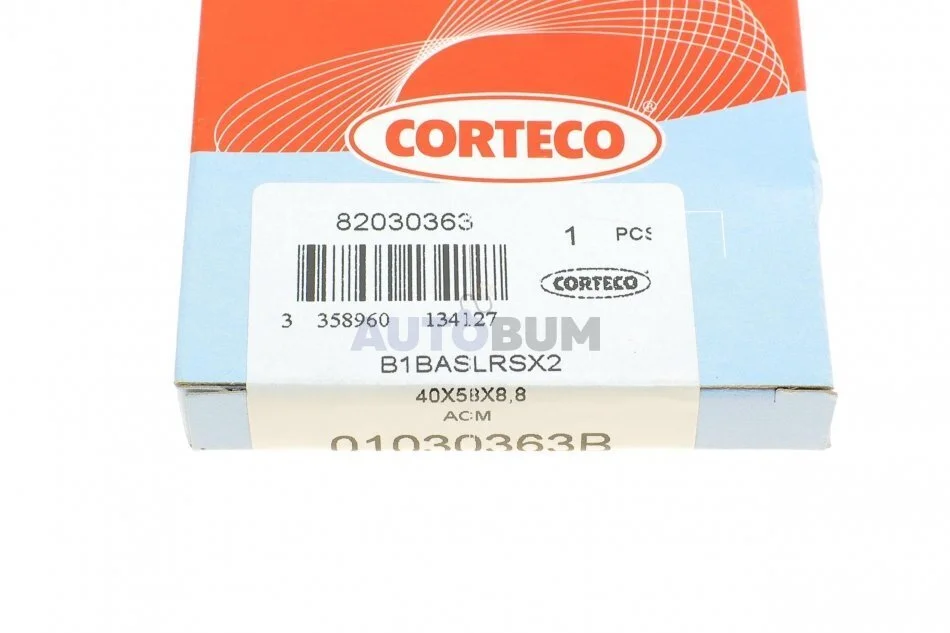 CORTECO®
82030363
1 PCS
CORTECO
3 358960 134127
AUTOBUM
B1BASLRSX2
40X58X8,8
ACM
01030363B